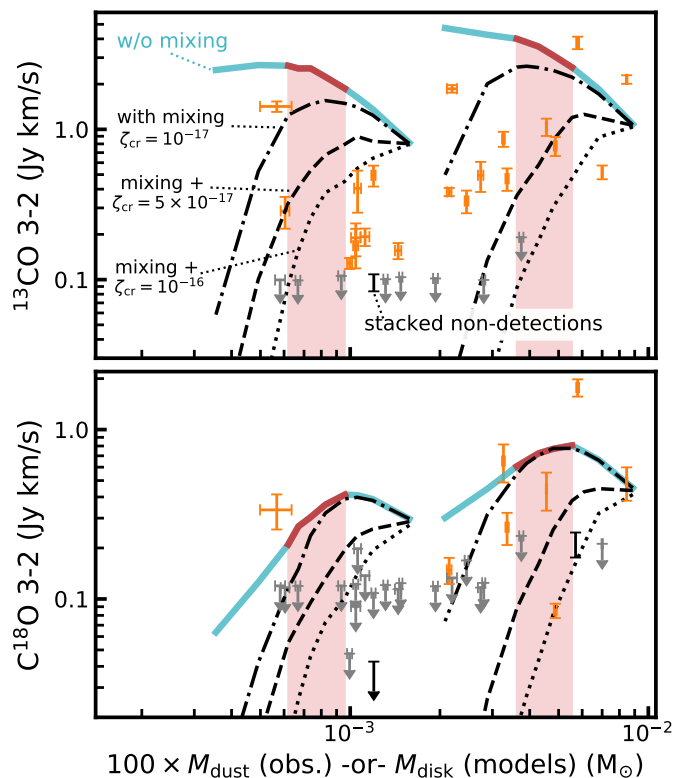 w/o mixing
with mixing
ζcr = 10⁻¹⁷
mixing +
ζcr = 5 × 10⁻¹⁷
mixing +
ζcr = 10⁻¹⁶
stacked non-detections
1.0
0.1
¹³CO 3-2 (Jy km/s)
1.0
0.1
C¹⁸O 3-2 (Jy km/s)
10⁻³
10⁻²
100 × Mdust (obs.) -or- Mdisk (models) (M⊙)